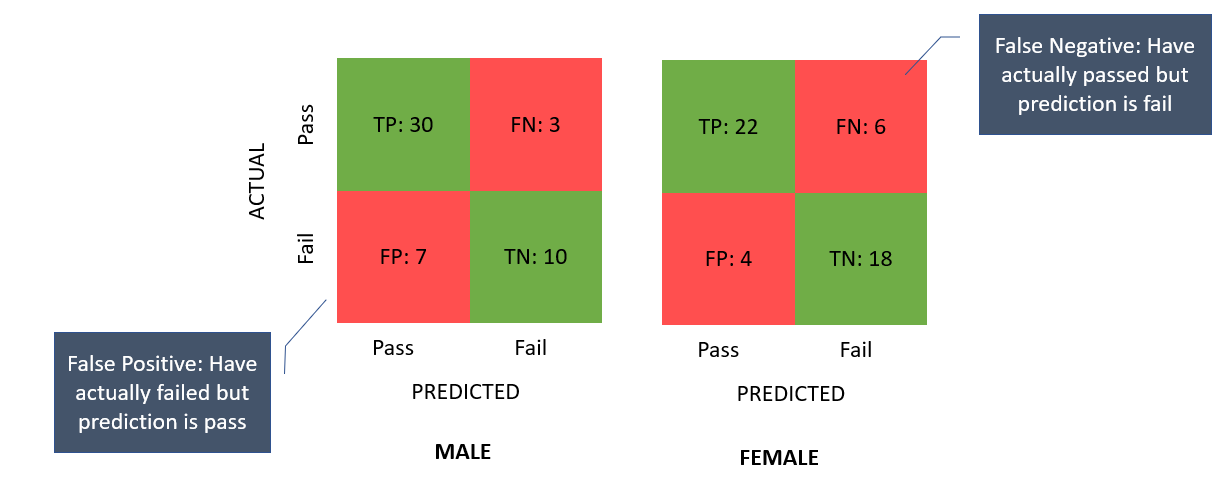 False Negative: Have
actually passed but
prediction is fail
ACTUAL
Pass
Fail
TP: 30
FN: 3
FP: 7
TN: 10
Pass
Fail
PREDICTED
MALE
TP: 22
FN: 6
FP: 4
TN: 18
Pass
Fail
PREDICTED
FEMALE
False Positive: Have
actually failed but
prediction is pass